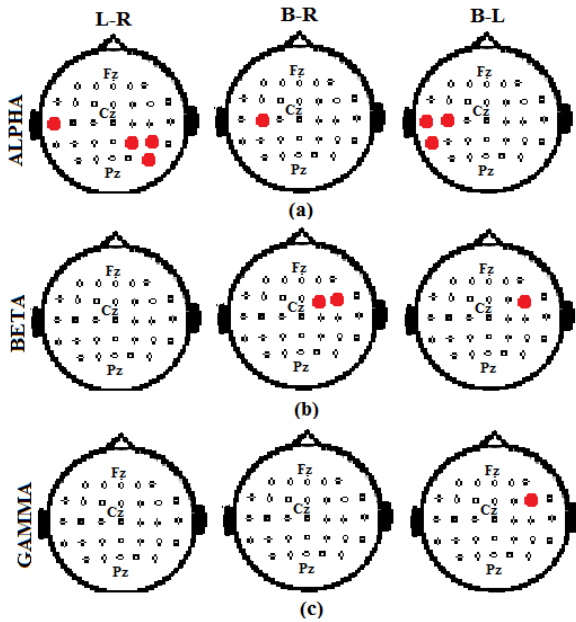 L-R B-R B-L
ALPHA
Fz Fz Fz
Cz Cz Cz
Pz Pz Pz
(a)
BETA
Fz Fz Fz
Cz Cz Cz
Pz Pz Pz
(b)
GAMMA
Fz Fz Fz
Cz Cz Cz
Pz Pz Pz
(c)